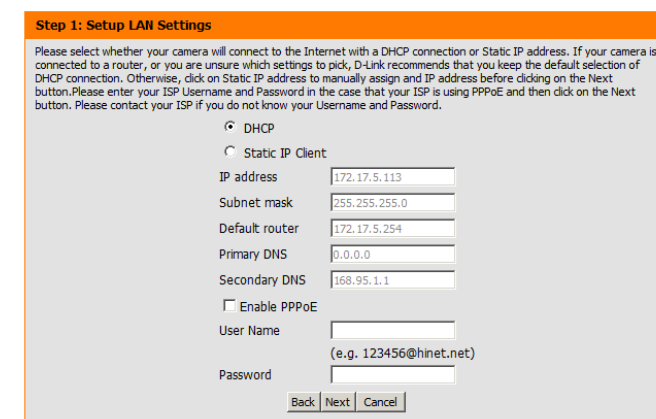 Step 1: Setup LAN Settings
Please select whether your camera will connect to the Internet with a DHCP connection or Static IP address. If your camera is
connected to a router, or you are unsure which settings to pick, D-Link recommends that you keep the default selection of
DHCP connection. Otherwise, click on Static IP address to manually assign and IP address before clicking on the Next
button.Please enter your ISP Username and Password in the case that your ISP is using PPPoE and then click on the Next
button. Please contact your ISP if you do not know your Username and Password.
DHCP
Static IP Client
IP address 172.17.5.113
Subnet mask 255.255.255.0
Default router 172.17.5.254
Primary DNS 0.0.0.0
Secondary DNS 168.95.1.1
Enable PPPoE
User Name
(e.g. 123456@hinet.net)
Password
Back Next Cancel